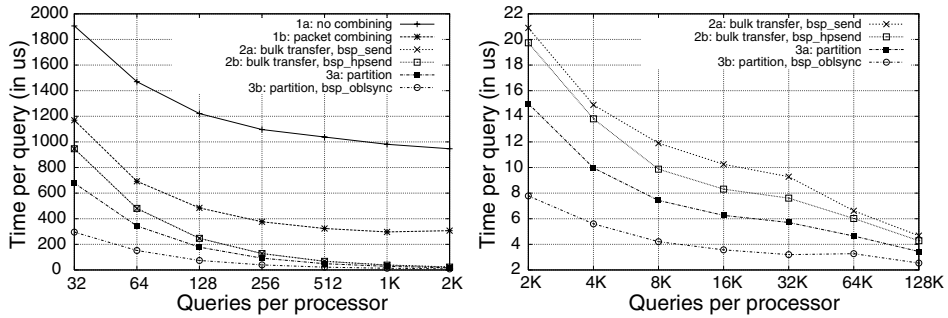 Time per query (in us)
2000
1800
1600
1400
1200
1000
800
600
400
200
0
1a: no combining
1b: packet combining
2a: bulk transfer, bsp_send
2b: bulk transfer, bsp_hpsend
3a: partition
3b: partition, bsp_oblsync
32 64 128 256 512 1K 2K
Queries per processor
Time per query (in us)
22
20
18
16
14
12
10
8
6
4
2
2a: bulk transfer, bsp_send
2b: bulk transfer, bsp_hpsend
3a: partition
3b: partition, bsp_oblsync
2K 4K 8K 16K 32K 64K 128K
Queries per processor